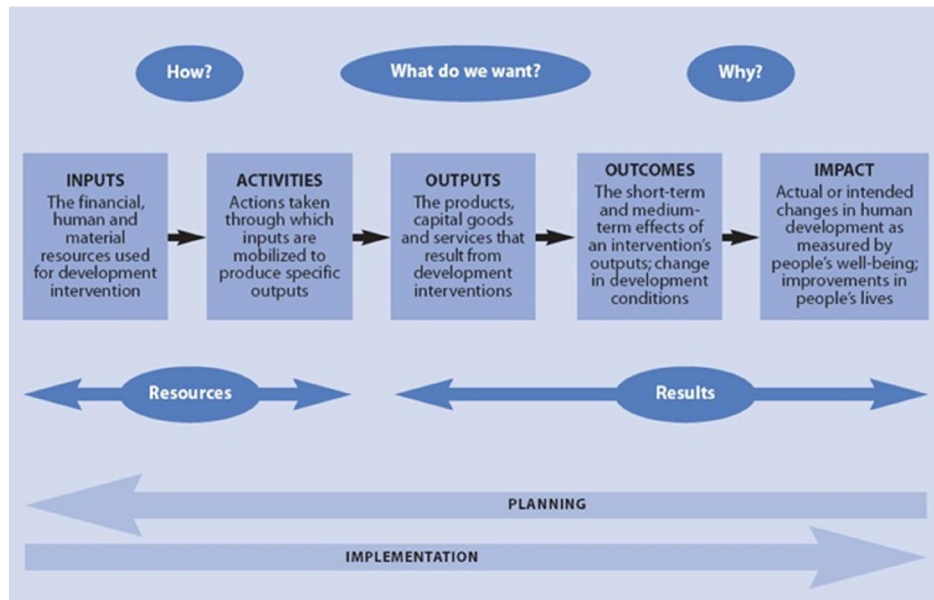 How?
What do we want?
Why?
INPUTS
The financial,
human and
material
resources used
for development
intervention
ACTIVITIES
Actions taken
through which
inputs are
mobilized to
produce specific
outputs
OUTPUTS
The products,
capital goods
and services that
result from
development
interventions
OUTCOMES
The short-term
and medium-
term effects of
an intervention's
outputs; change
in development
conditions
IMPACT
Actual or intended
changes in human
development as
measured by
people's well-being;
improvements in
people's lives
Resources
Results
PLANNING
IMPLEMENTATION